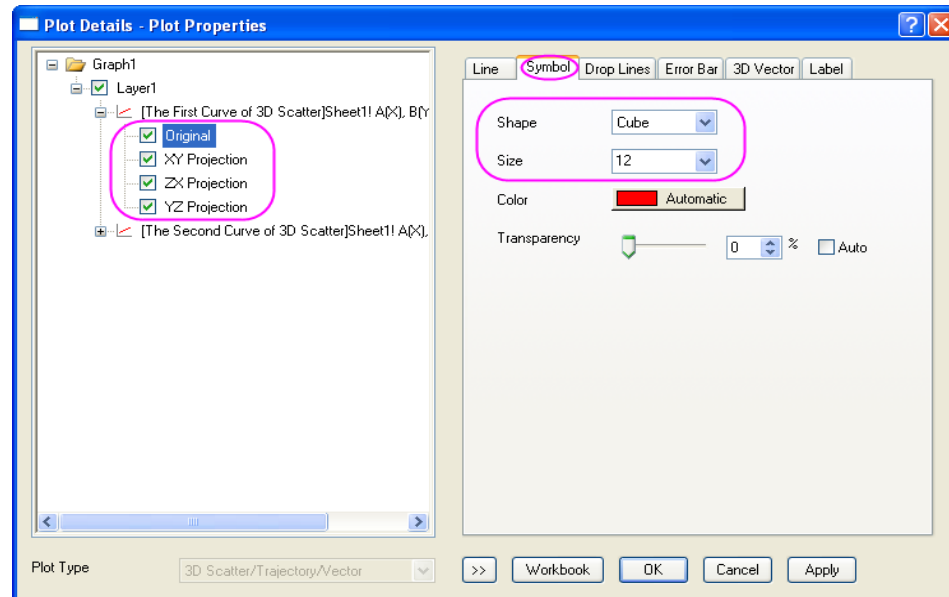 Plot Details - Plot Properties
Graph1
Layer1
[The First Curve of 3D Scatter]Sheet1! A(X), B(Y
Original
XY Projection
ZX Projection
YZ Projection
[The Second Curve of 3D Scatter]Sheet1! A(X),
Line Symbol Drop Lines Error Bar 3D Vector Label
Shape Cube
Size 12
Color Automatic
Transparency 0 % Auto
Plot Type 3D Scatter/Trajectory/Vector >> Workbook OK Cancel Apply